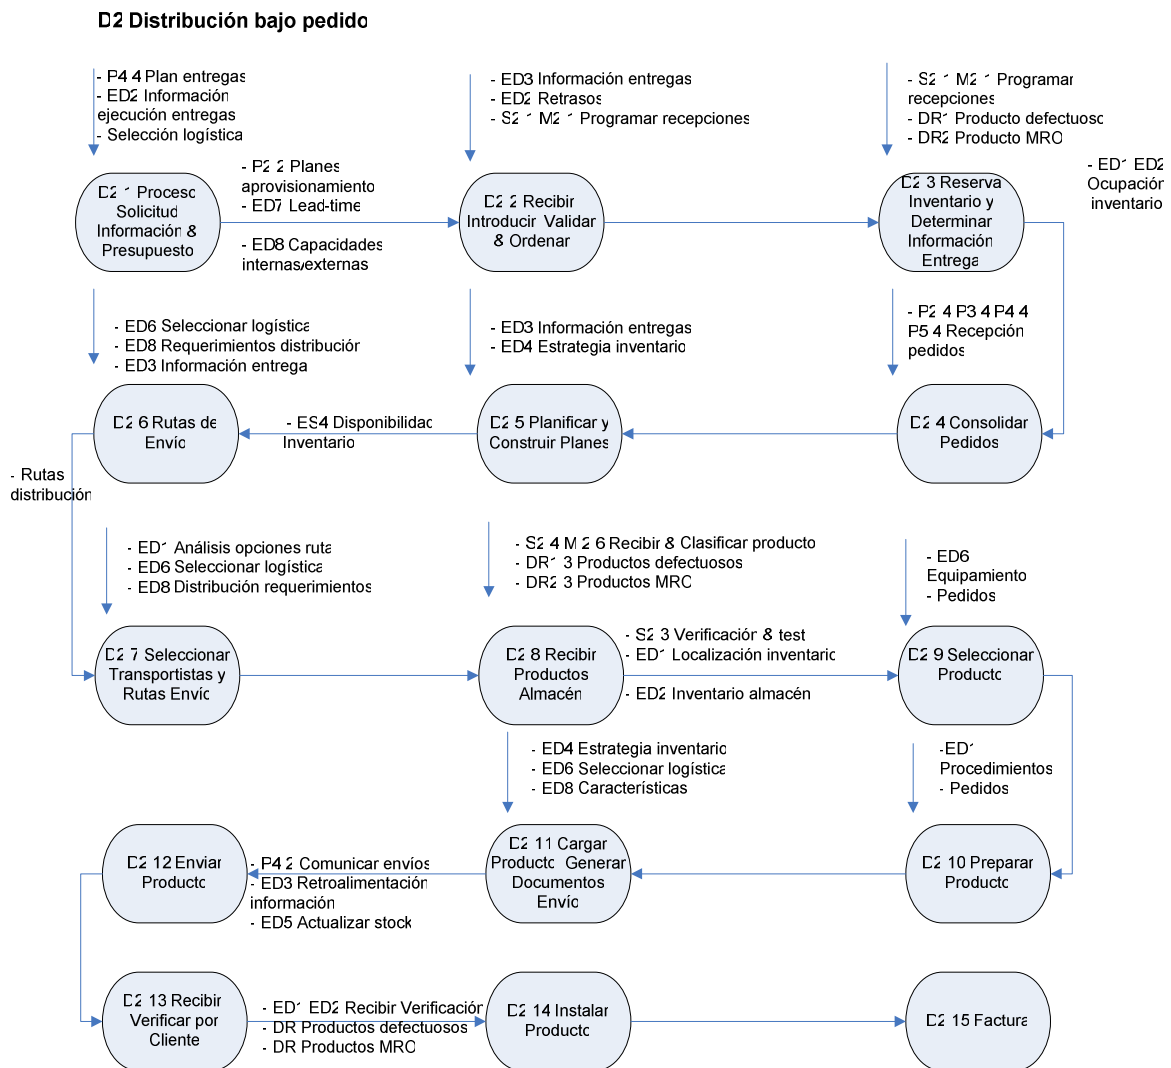 D2 Distribución bajo pedido
- P4 4 Plan entregas
- ED2 Información
ejecución entregas
- Selección logística
- ED3 Información entregas
- ED2 Retrasos
- S2 1 M2 1 Programar recepciones
- S2 1 M2 1 Programar
recepciones
- DR1 Producto defectuoso
- DR2 Producto MRO
D2 1 Proceso
Solicitud
Información &
Presupuesto
- P2 2 Planes
aprovisionamiento
- ED7 Lead-time
- ED8 Capacidades
internas/externas
D2 2 Recibir
Introducir Validar
& Ordenar
D2 3 Reserva
Inventario y
Determinar
Información
Entrega
- ED1 ED2
Ocupación
inventario
- ED6 Seleccionar logística
- ED8 Requerimientos distribución
- ED3 Información entrega
- ED3 Información entregas
- ED4 Estrategia inventario
- P2 4 P3 4 P4 4
P5 4 Recepción
pedidos
D2 6 Rutas de
Envío
- ES4 Disponibilidad
Inventario
D2 5 Planificar y
Construir Planes
D2 4 Consolidar
Pedidos
- Rutas
distribución
- ED1 Análisis opciones ruta
- ED6 Seleccionar logística
- ED8 Distribución requerimientos
- S2 4 M 2 6 Recibir & Clasificar producto
- DR1 3 Productos defectuosos
- DR2 3 Productos MRO
- ED6
Equipamiento
- Pedidos
D2 7 Seleccionar
Transportistas y
Rutas Envío
D2 8 Recibir
Productos
Almacén
- S2 3 Verificación & test
- ED1 Localización inventario
- ED2 Inventario almacén
D2 9 Seleccionar
Producto
- ED4 Estrategia inventario
- ED6 Seleccionar logística
- ED8 Características
-ED1
Procedimientos
- Pedidos
D2 12 Enviar
Producto
- P4 2 Comunicar envíos
- ED3 Retroalimentación
información
- ED5 Actualizar stock
D2 11 Cargar
Producto Generar
Documentos
Envío
D2 10 Preparar
Producto
D2 13 Recibir
Verificar por
Cliente
- ED1 ED2 Recibir Verificación
- DR Productos defectuosos
- DR Productos MRO
D2 14 Instalar
Producto
D2 15 Factura